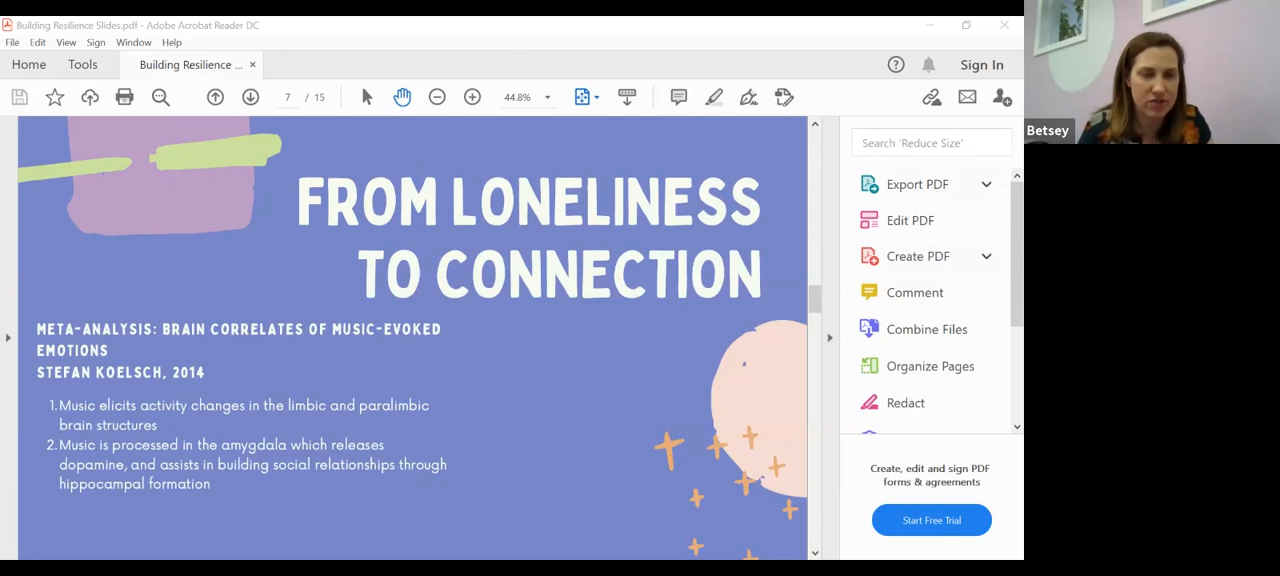 Building Resilience Slides.pdf - Adobe Acrobat Reader DC
File Edit View Sign Window Help
Home Tools Building Resilience ... × Sign In
7 / 15 44.8%
FROM LONELINESS
TO CONNECTION
META-ANALYSIS: BRAIN CORRELATES OF MUSIC-EVOKED
EMOTIONS
STEFAN KOELSCH, 2014
1. Music elicits activity changes in the limbic and paralimbic
brain structures
2. Music is processed in the amygdala which releases
dopamine, and assists in building social relationships through
hippocampal formation
Search 'Reduce Size'
Export PDF
Edit PDF
Create PDF
Comment
Combine Files
Organize Pages
Redact
Create, edit and sign PDF
forms & agreements
Start Free Trial
Betsey